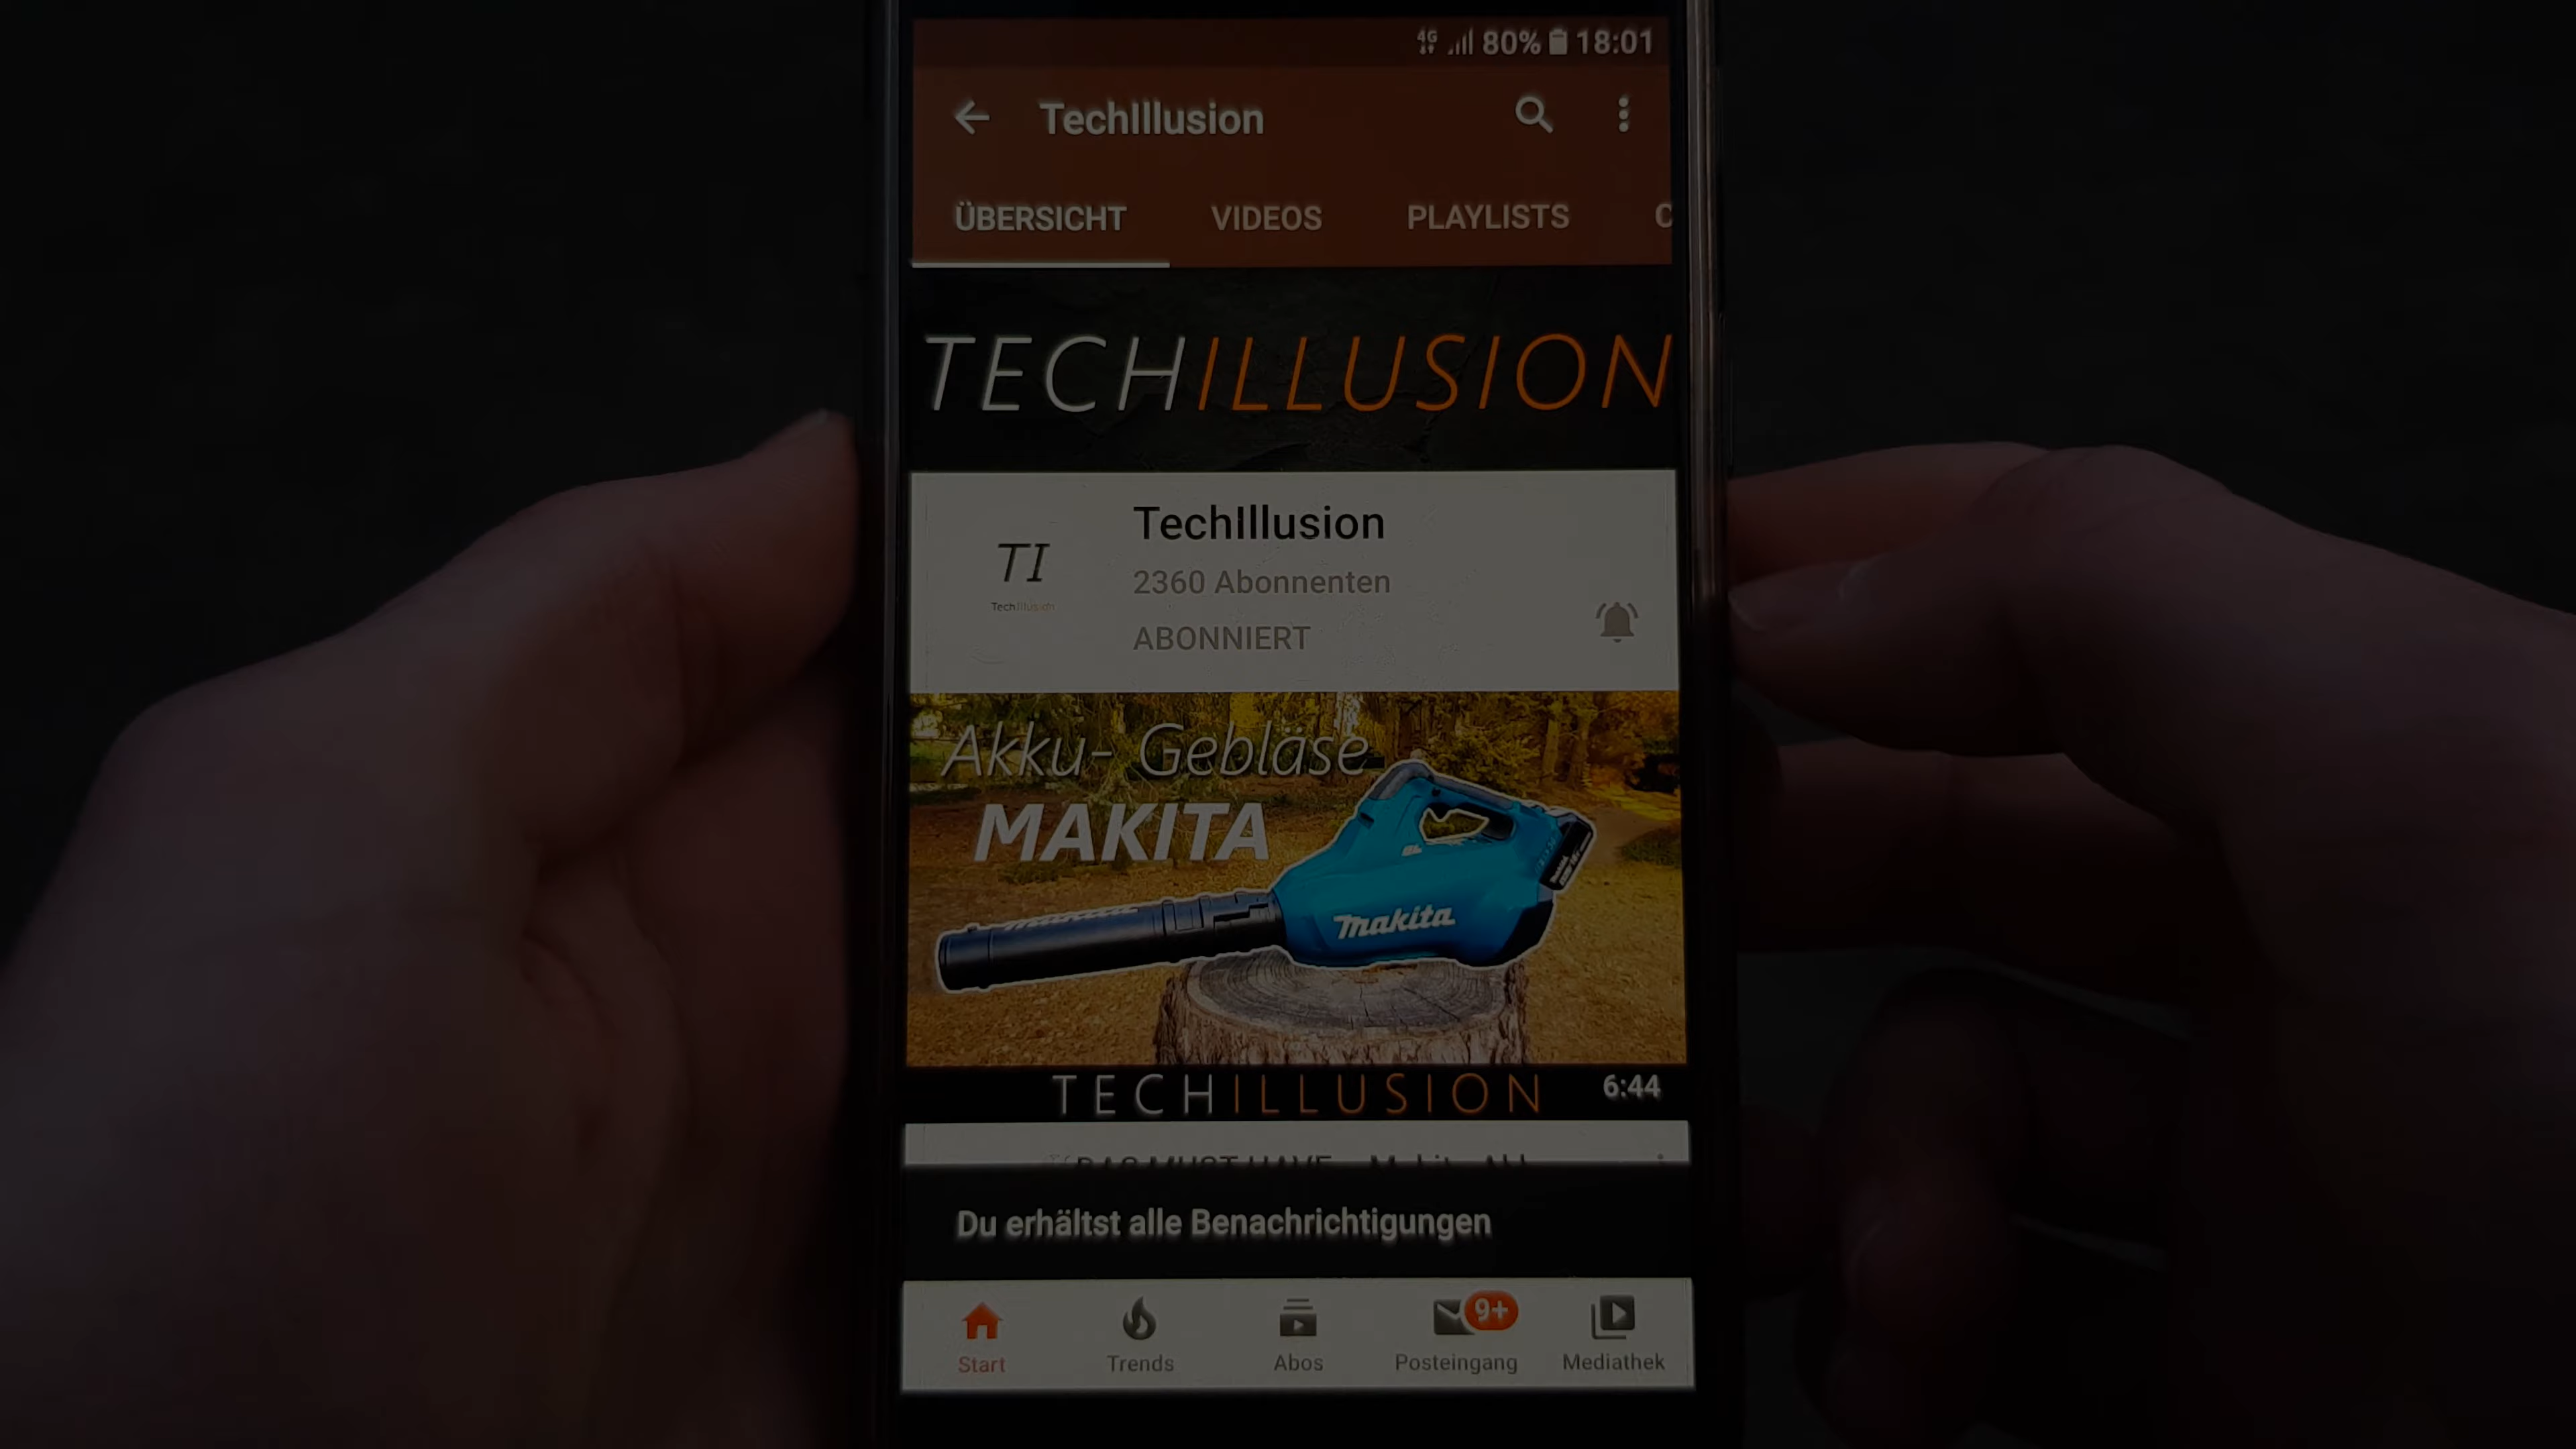 4G 80% 18:01
TechIllusion
ÜBERSICHT VIDEOS PLAYLISTS C
TECHILLUSION
TI
TechIllusion
TechIllusion
2360 Abonnenten
ABONNIERT
Akku- Gebläse
MAKITA
makita
TECHILLUSION 6:44
Du erhältst alle Benachrichtigungen
9+
Start Trends Abos Posteingang Mediathek